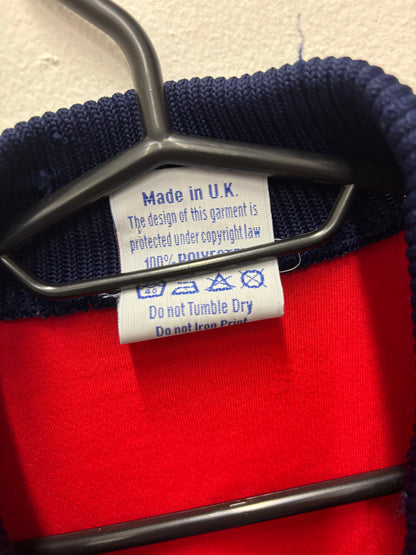 Made in U.K.
The design of this garment is
protected under copyright law
100% POLYESTER
40
Do not Tumble Dry
Do not Iron Print